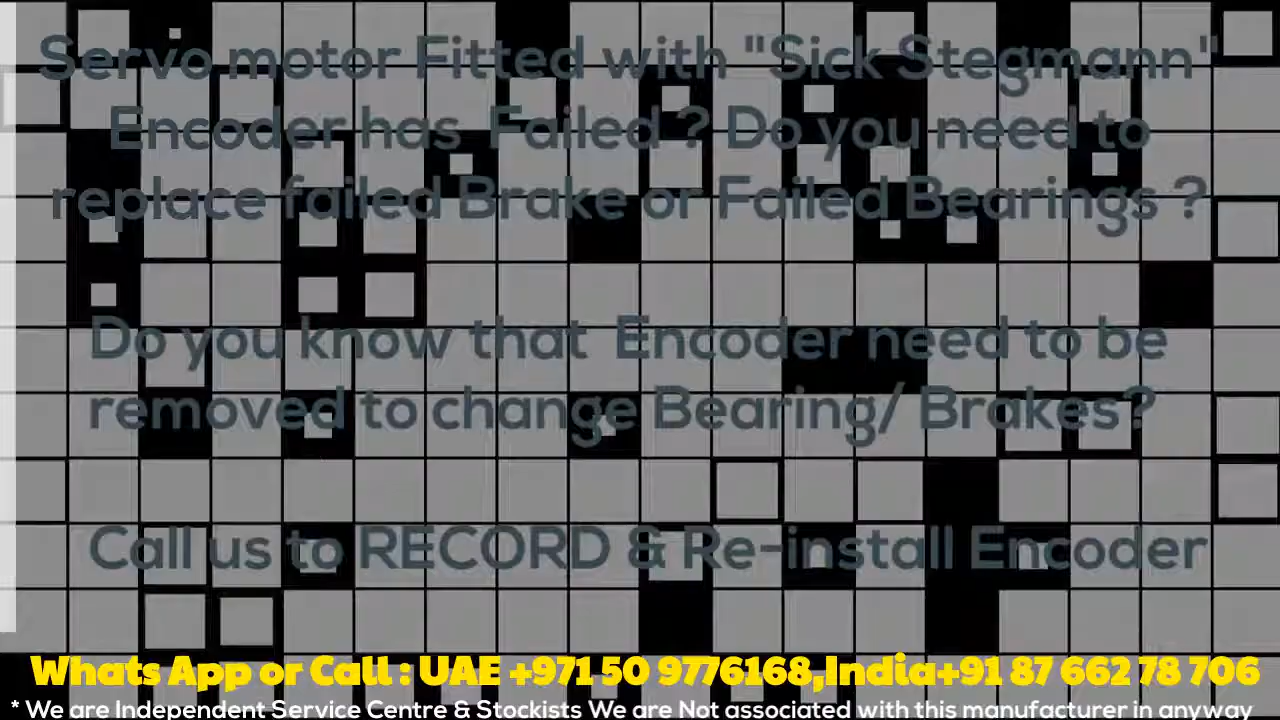 Servo motor Fitted with "Sick Stegmann"
Encoder has Failed ? Do you need to
replace failed Brake or Failed Bearings ?
Do you know that Encoder need to be
removed to change Bearing/ Brakes?
Call us to RECORD & Re-install Encoder
Whats App or Call : UAE +971 50 9776168,India+91 87 662 78 706
* We are Independent Service Centre & Stockists We are Not associated with this manufacturer in anyway